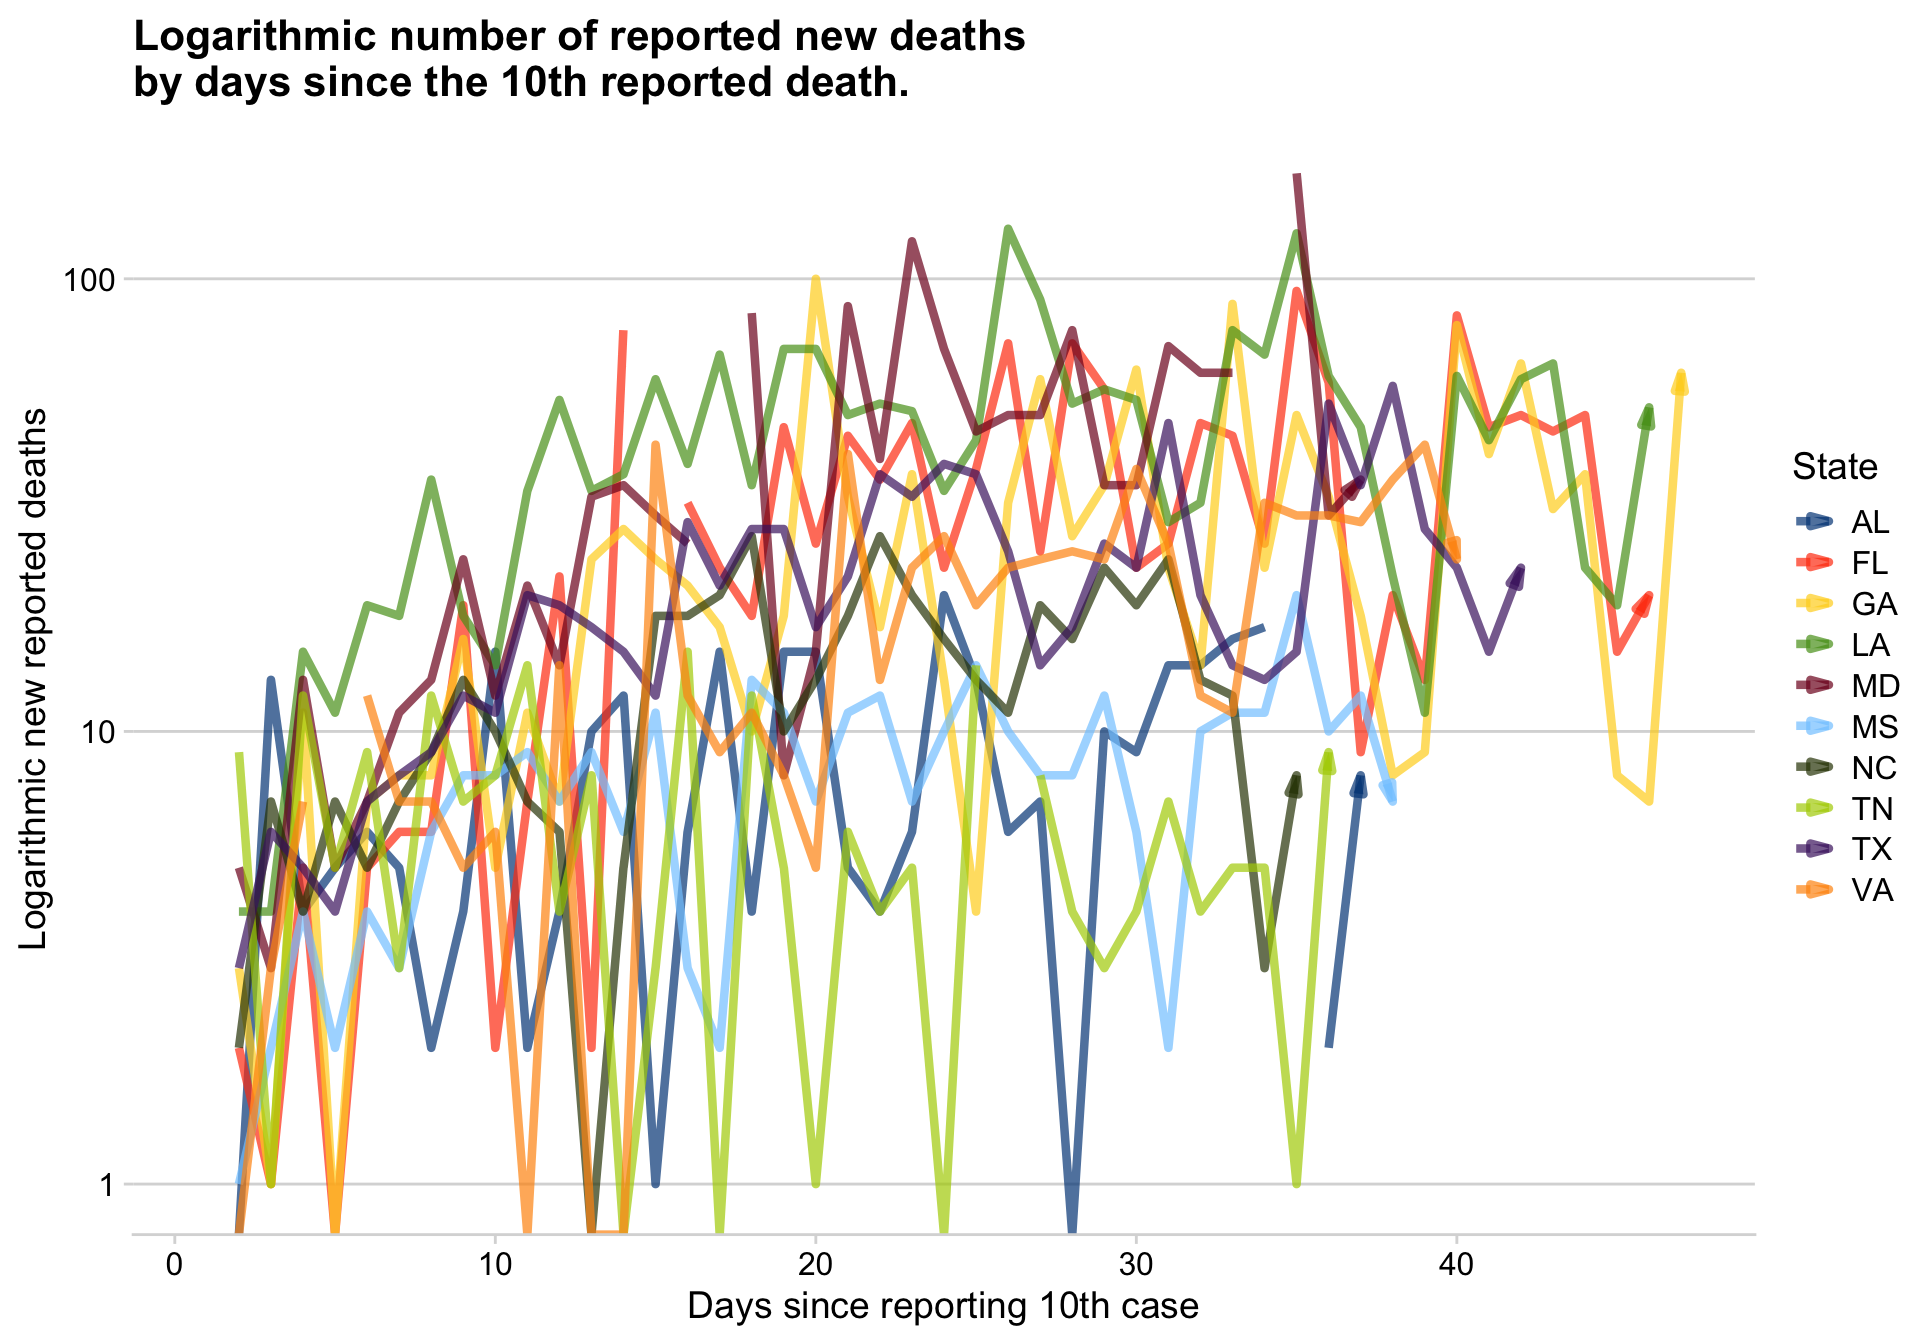 Logarithmic number of reported new deaths
by days since the 10th reported death.
Logarithmic new reported deaths
100
10
1
0
10
20
30
40
Days since reporting 10th case
State
AL
FL
GA
LA
MD
MS
NC
TN
TX
VA